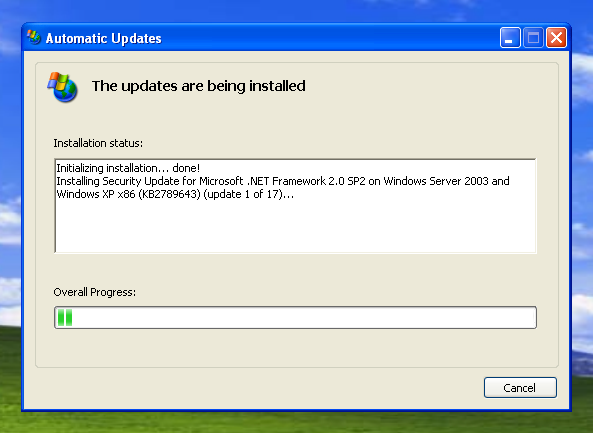 Automatic Updates
The updates are being installed
Installation status:
Initializing installation... done!
Installing Security Update for Microsoft .NET Framework 2.0 SP2 on Windows Server 2003 and
Windows XP x86 (KB2789643) (update 1 of 17)...
Overall Progress:
Cancel